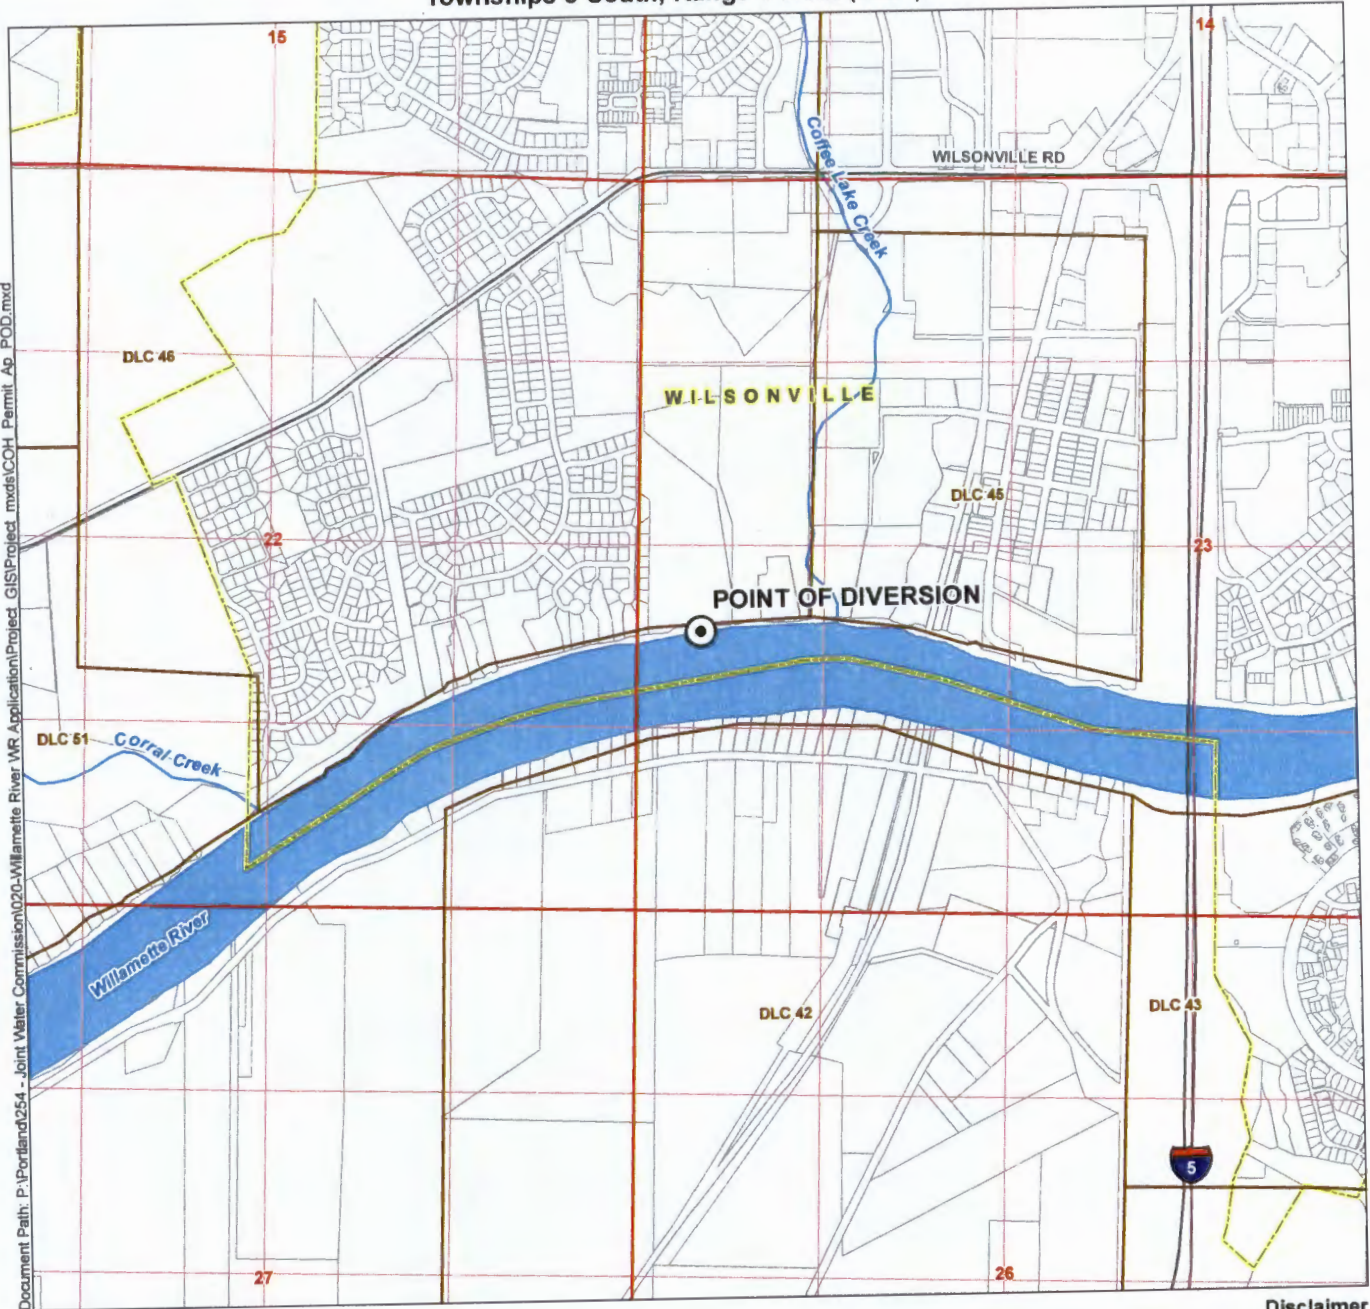 15
14
Coffee Lake Creek
WILSONVILLE RD
DLC 46
WILSONVILLE
DLC 45
22
23
POINT OF DIVERSION
DLC 51
Corral Creek
Willamette River
DLC 42
DLC 43
5
27
26
Disclaimer
Document Path: P:\Portland\254 - Joint Water Commission\020-Willamette River WR Application\Project_GIS\Project_mxds\COH_Permit_Ap_POD.mxd